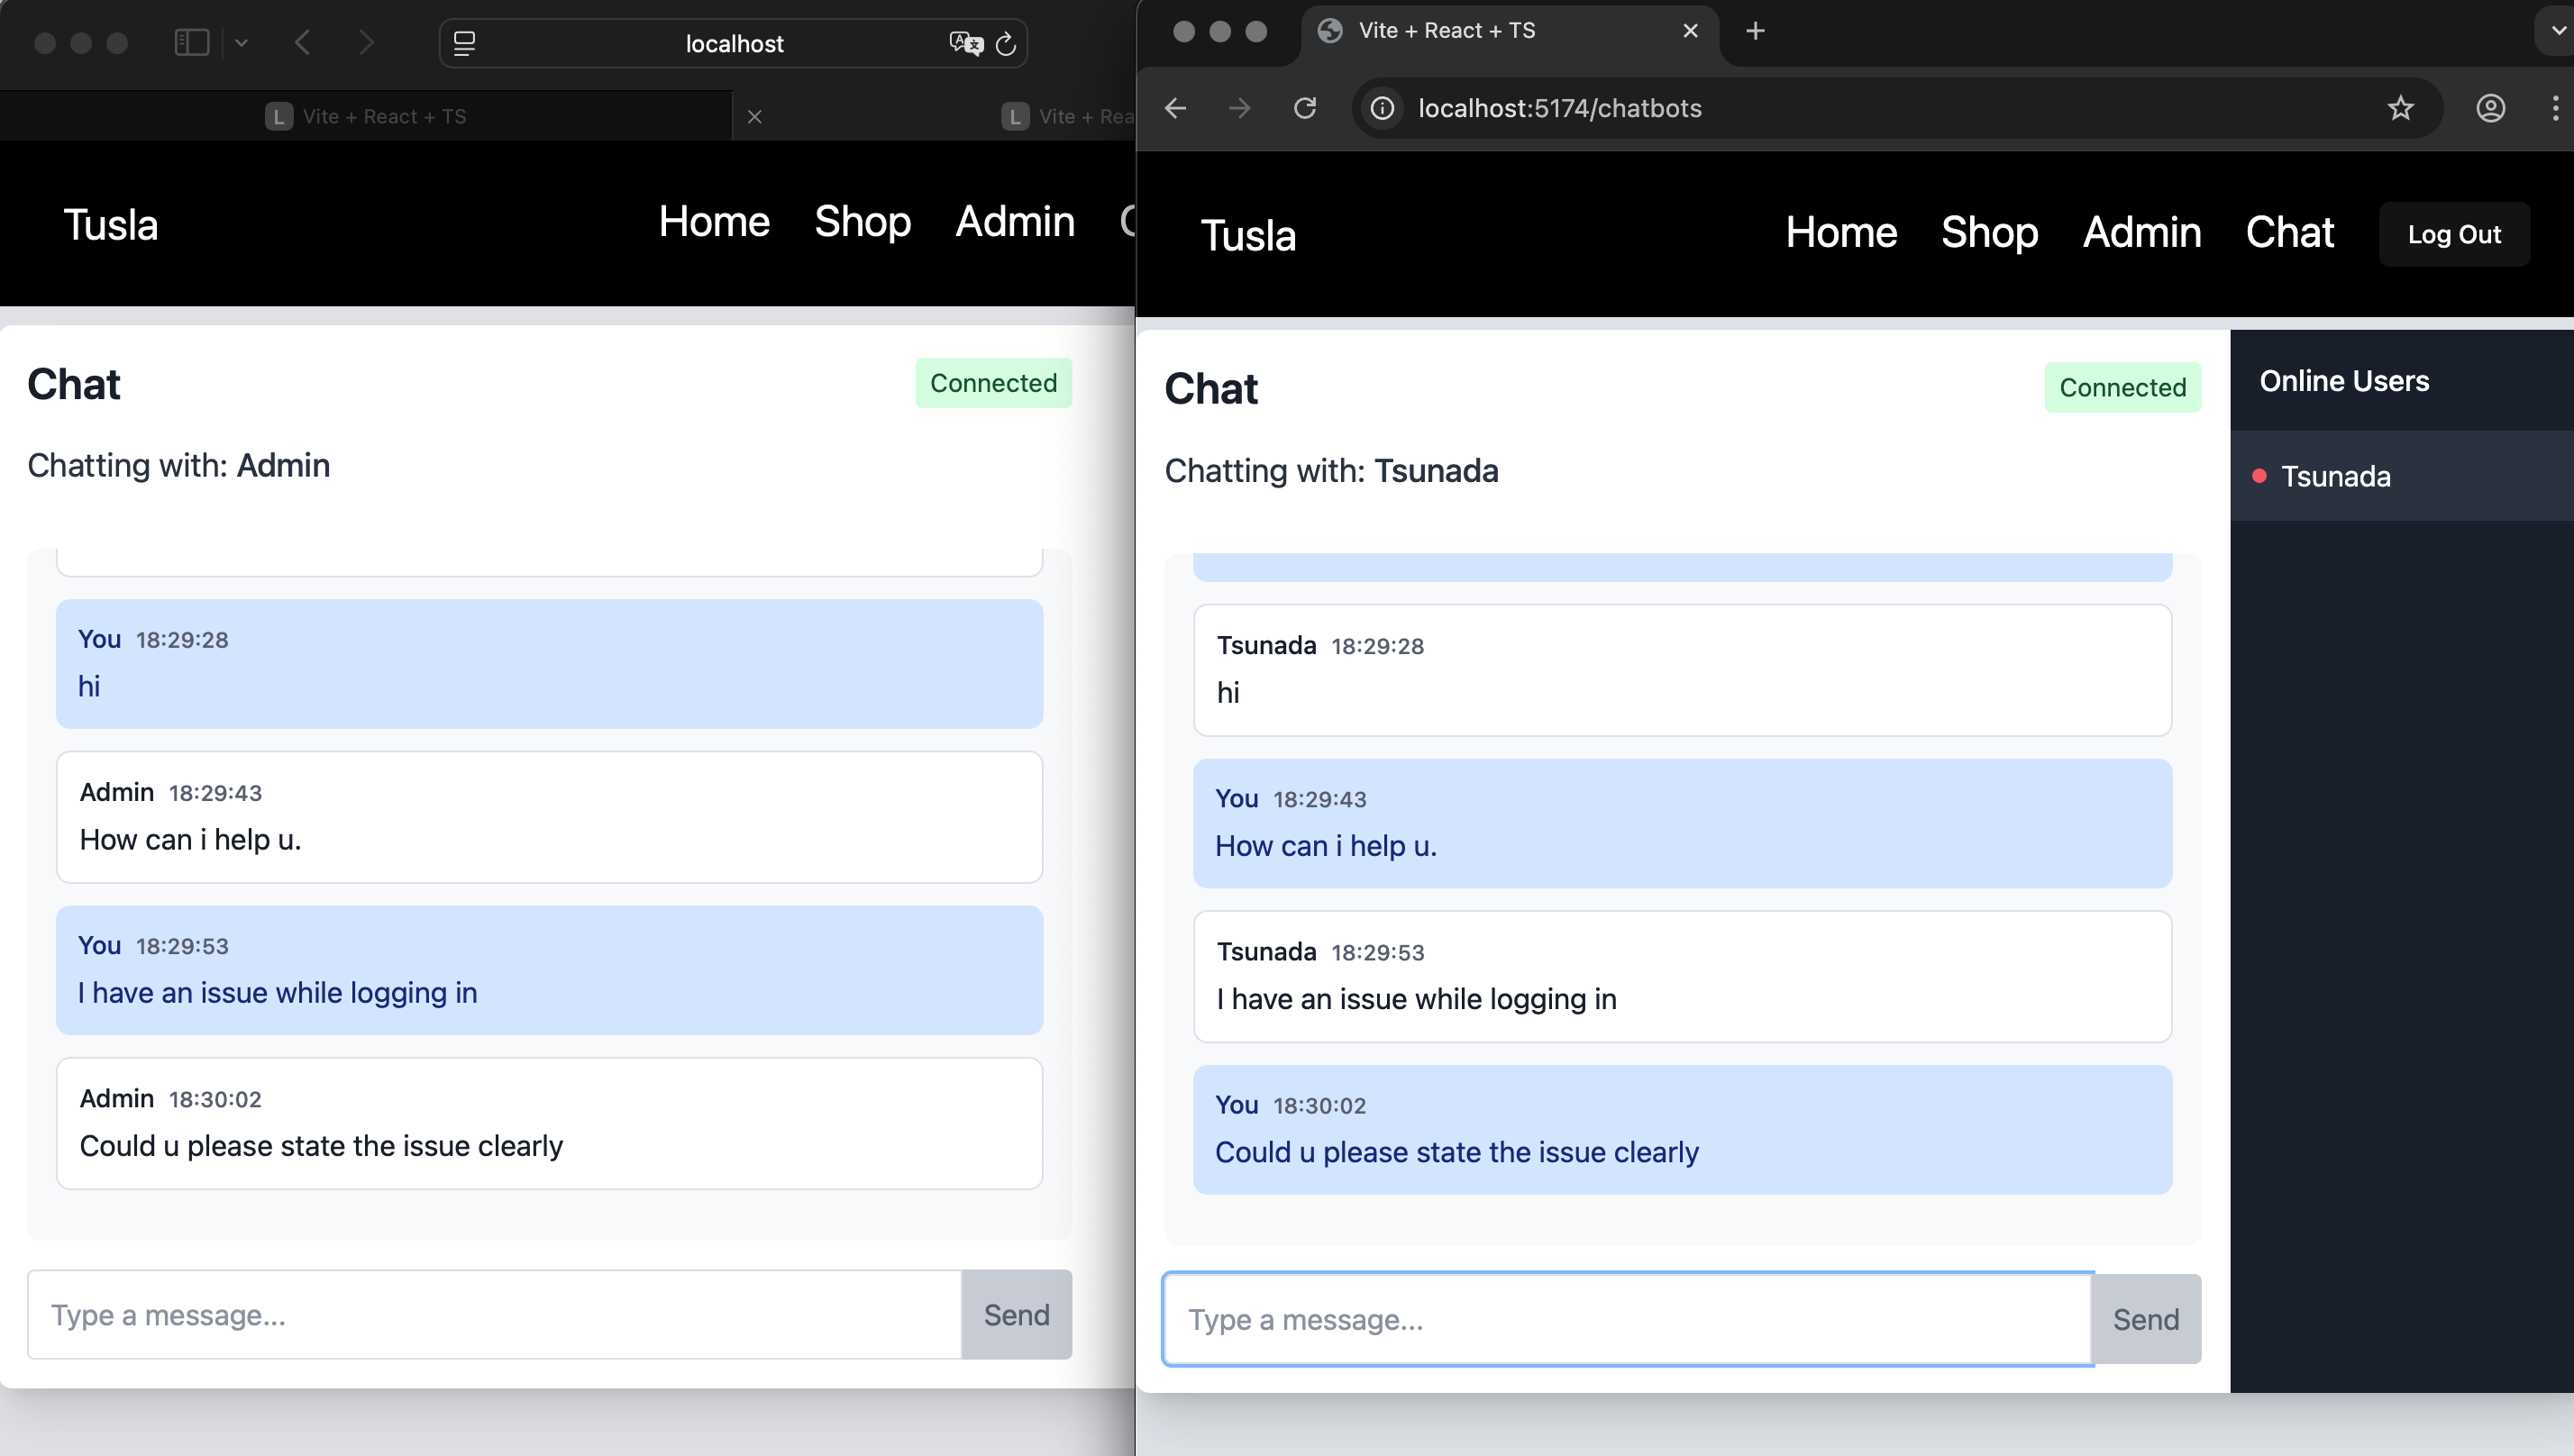 localhost
L Vite + React + TS
L Vite + Rea
Tusla
Home Shop Admin
Chat
Connected
Chatting with: Admin
You 18:29:28
hi
Admin 18:29:43
How can i help u.
You 18:29:53
I have an issue while logging in
Admin 18:30:02
Could u please state the issue clearly
Type a message...
Send
Vite + React + TS
localhost:5174/chatbots
Tusla
Home Shop Admin Chat Log Out
Chat
Connected
Chatting with: Tsunada
Tsunada 18:29:28
hi
You 18:29:43
How can i help u.
Tsunada 18:29:53
I have an issue while logging in
You 18:30:02
Could u please state the issue clearly
Type a message...
Send
Online Users
Tsunada